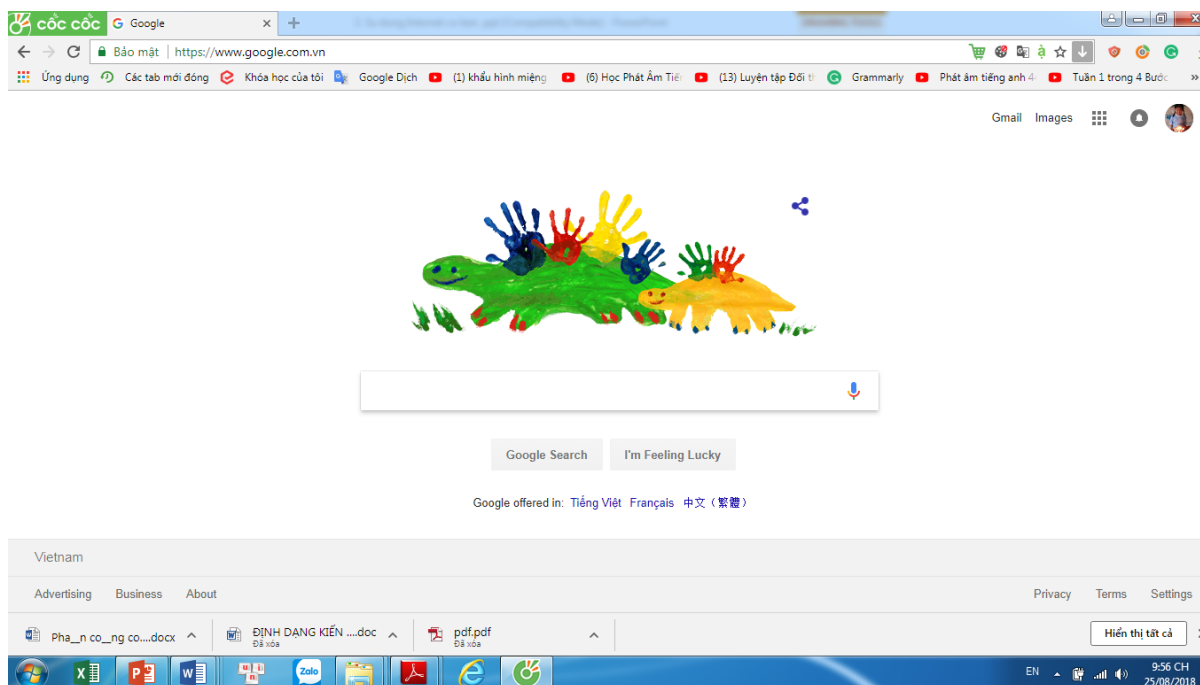 cốc cốc G Google × +
Bảo mật | https://www.google.com.vn
Ứng dụng Các tab mới đóng Khóa học của tôi Google Dịch (1) khẩu hình miệng (6) Học Phát Âm Tiế (13) Luyện tập Đối th Grammarly Phát âm tiếng anh 4 Tuần 1 trong 4 Bước »
Gmail Images
Google Search I'm Feeling Lucky
Google offered in: Tiếng Việt Français 中文（繁體）
Vietnam
Advertising Business About Privacy Terms Settings
Pha__n co__ng co....docx ĐỊNH DẠNG KIẾN ....doc pdf.pdf Hiển thị tất cả
Đã xóa Đã xóa
Zalo EN 9:56 CH
25/08/2018